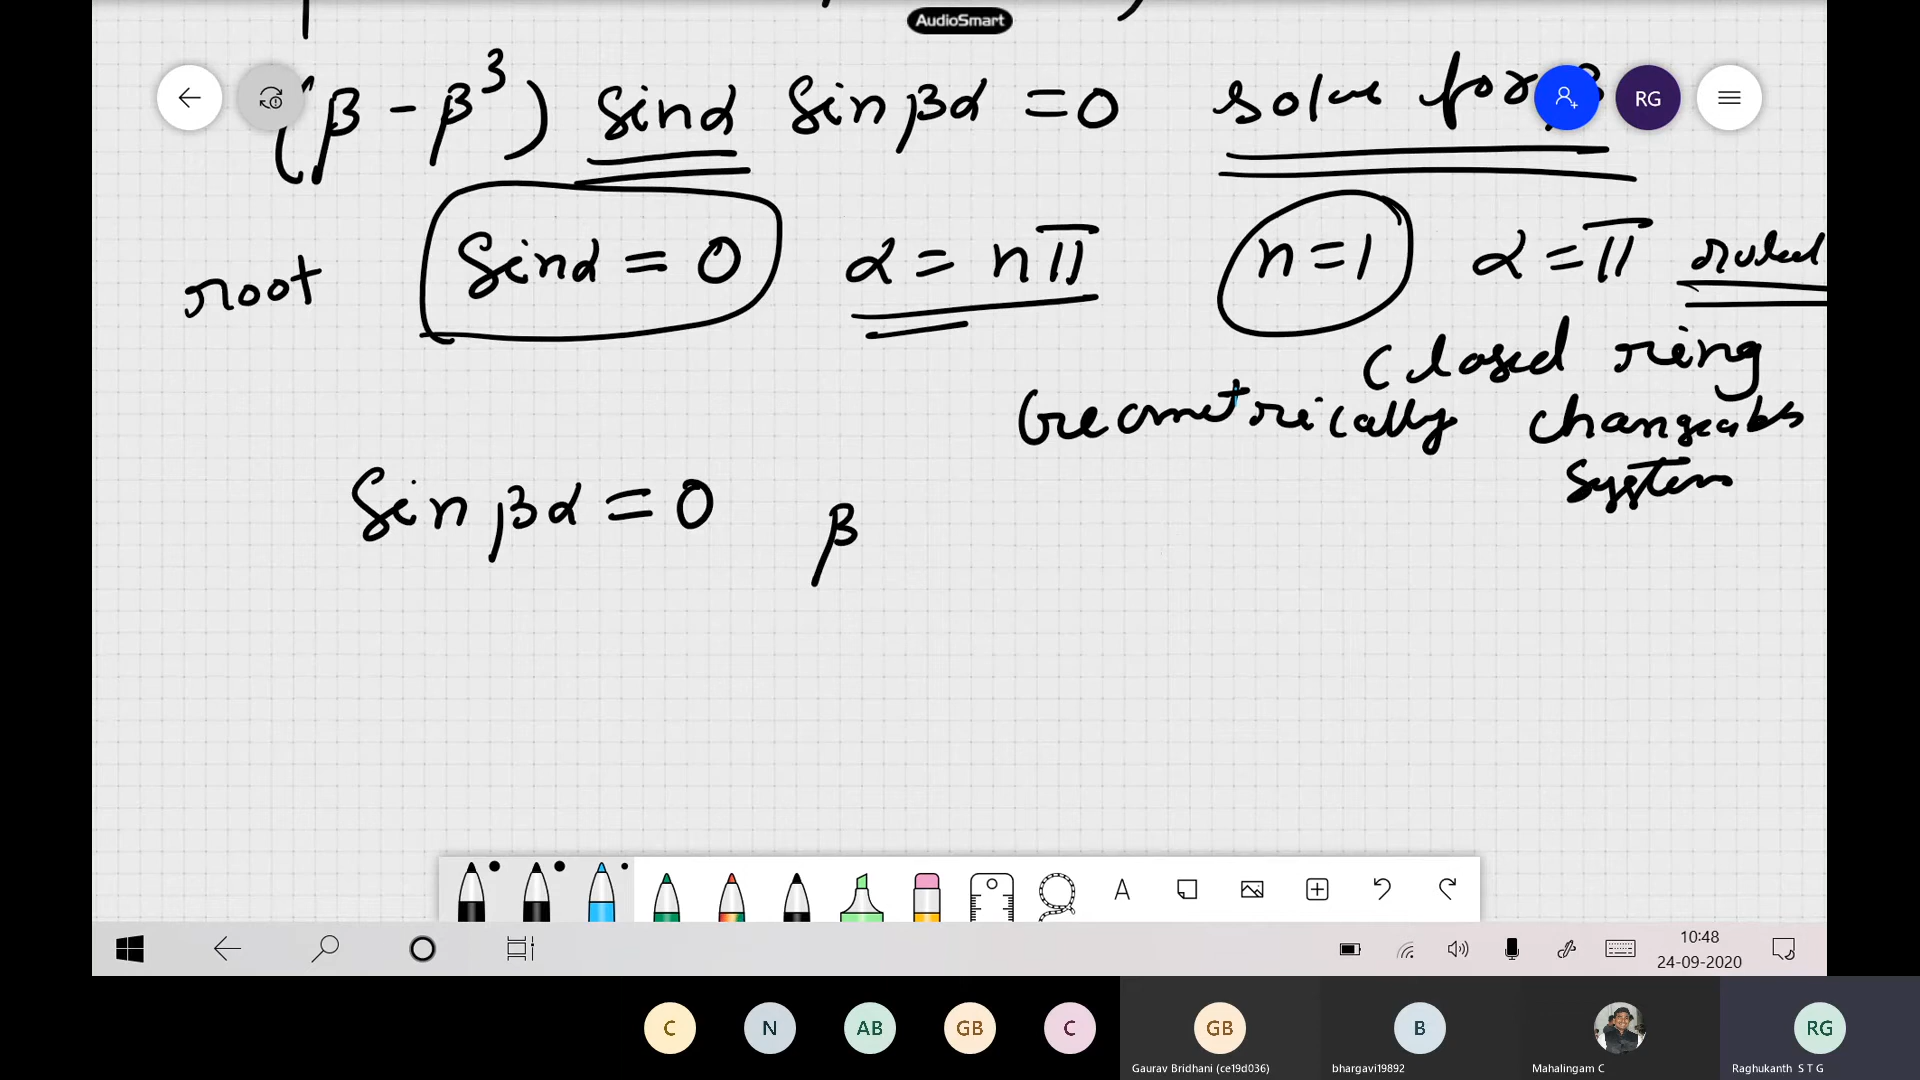 AudioSmart
(β - β³) Sinα Sin βα = 0 solve for β
RG
root Sinα = 0 α = nπ n=1 α = π ruled
closed ring
Geometrically changeable
system
Sin βα = 0 β
A
10:48
24-09-2020
C N AB GB C GB B RG
Gaurav Bridhani (ce19d036) bhargavi19892 Mahalingam C Raghukanth S T G